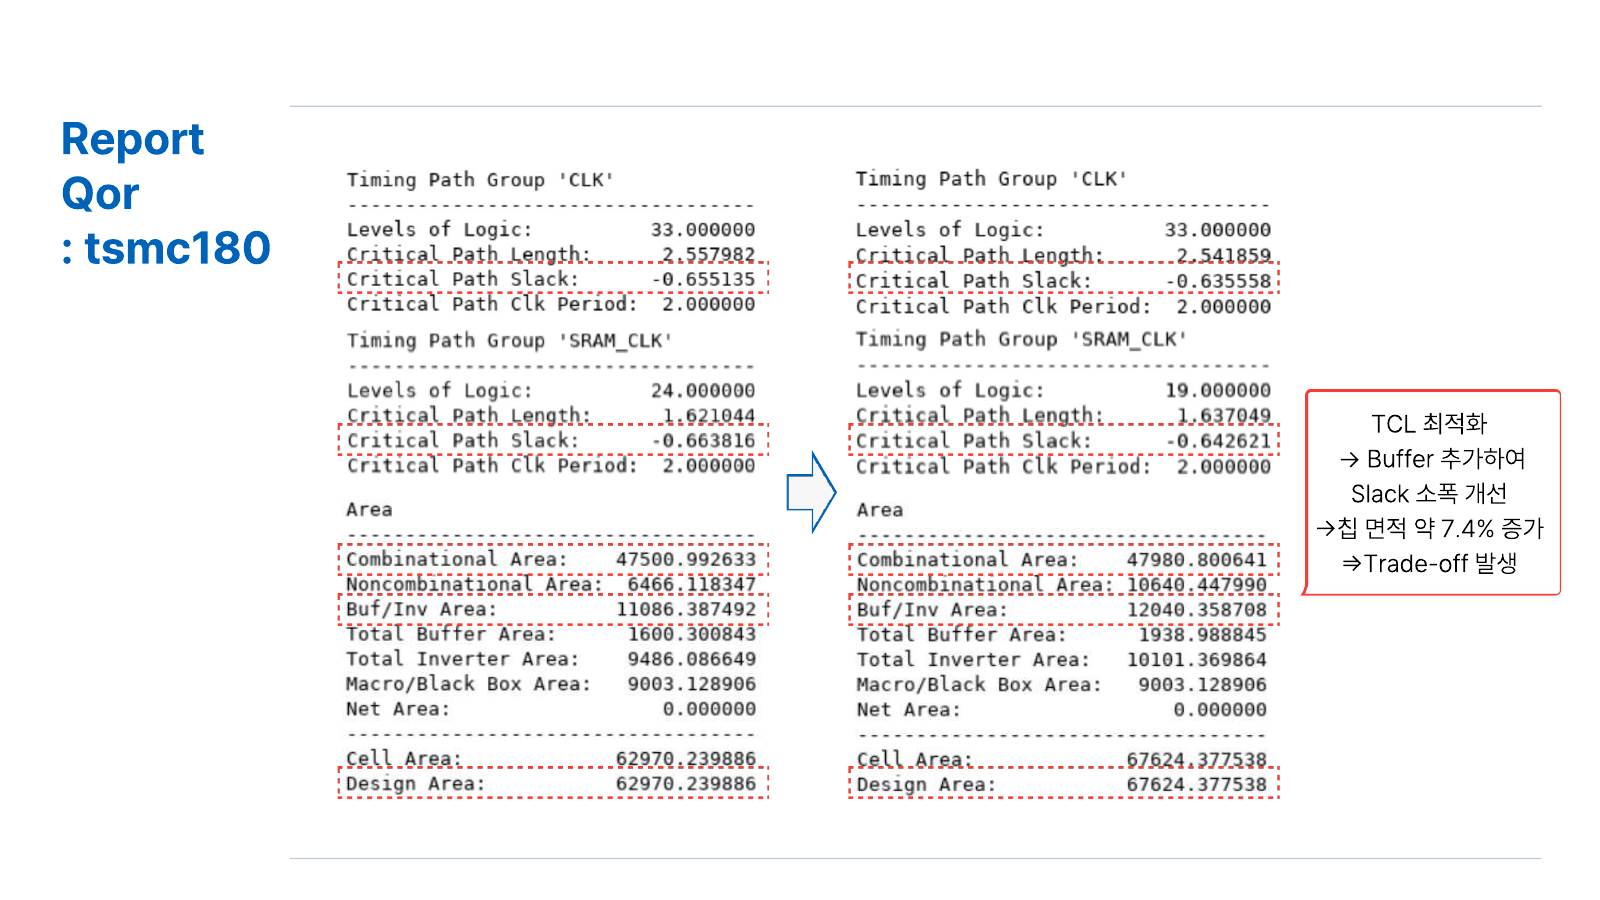 Report
Qor
: tsmc180
Timing Path Group 'CLK'
-----------------------------------
Levels of Logic: 33.000000
Critical Path Length: 2.557982
Critical Path Slack: -0.655135
Critical Path Clk Period: 2.000000
Timing Path Group 'SRAM_CLK'
-----------------------------------
Levels of Logic: 24.000000
Critical Path Length: 1.621044
Critical Path Slack: -0.663816
Critical Path Clk Period: 2.000000
Area
-----------------------------------
Combinational Area: 47500.992633
Noncombinational Area: 6466.118347
Buf/Inv Area: 11086.387492
Total Buffer Area: 1600.300843
Total Inverter Area: 9486.086649
Macro/Black Box Area: 9003.128906
Net Area: 0.000000
-----------------------------------
Cell Area: 62970.239886
Design Area: 62970.239886
Timing Path Group 'CLK'
-----------------------------------
Levels of Logic: 33.000000
Critical Path Length: 2.541859
Critical Path Slack: -0.635558
Critical Path Clk Period: 2.000000
Timing Path Group 'SRAM_CLK'
-----------------------------------
Levels of Logic: 19.000000
Critical Path Length: 1.637049
Critical Path Slack: -0.642621
Critical Path Clk Period: 2.000000
Area
-----------------------------------
Combinational Area: 47980.800641
Noncombinational Area: 10640.447990
Buf/Inv Area: 12040.358708
Total Buffer Area: 1938.988845
Total Inverter Area: 10101.369864
Macro/Black Box Area: 9003.128906
Net Area: 0.000000
-----------------------------------
Cell Area: 67624.377538
Design Area: 67624.377538
TCL 최적화
→ Buffer 추가하여
Slack 소폭 개선
→칩 면적 약 7.4% 증가
⇒Trade-off 발생